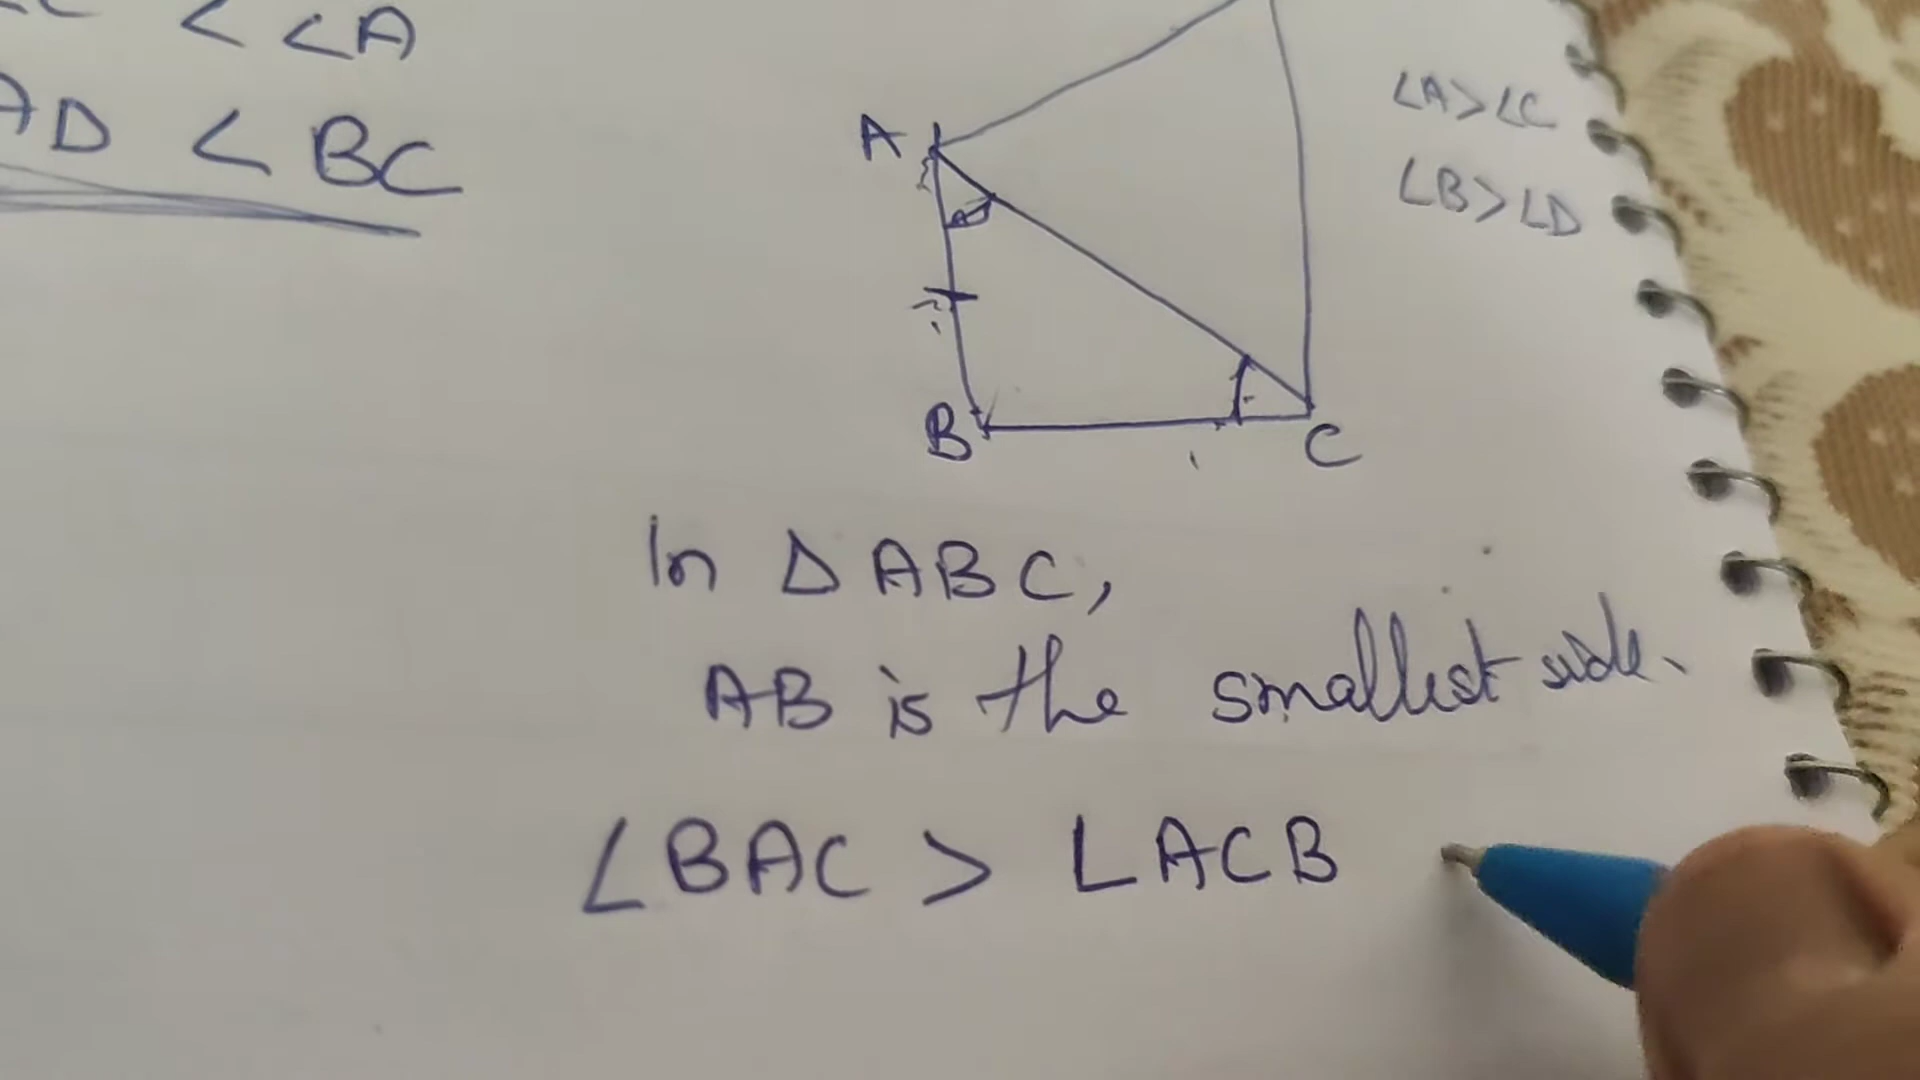 < <A
AD < BC
A
B
C
∠A>∠C
∠B>∠D
In △ABC,
AB is the smallest side.
∠BAC > ∠ACB